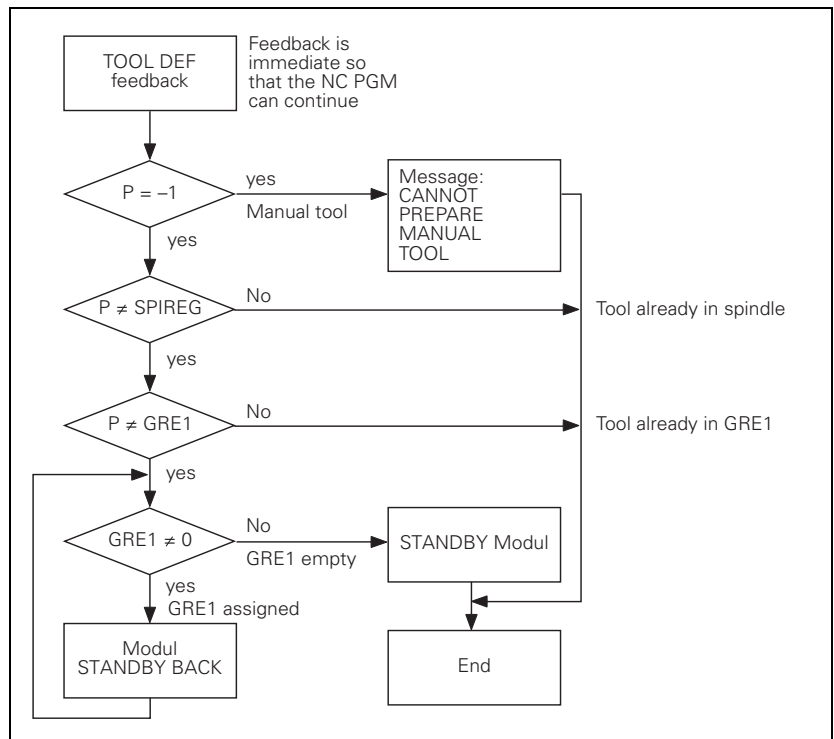 TOOL DEF
feedback
Feedback is
immediate so
that the NC PGM
can continue
P = –1
yes
Manual tool
Message:
CANNOT
PREPARE
MANUAL
TOOL
yes
P ≠ SPIREG
No
Tool already in spindle
yes
P ≠ GRE1
No
Tool already in GRE1
yes
GRE1 ≠ 0
No
GRE1 empty
STANDBY Modul
yes
GRE1 assigned
Modul
STANDBY BACK
End